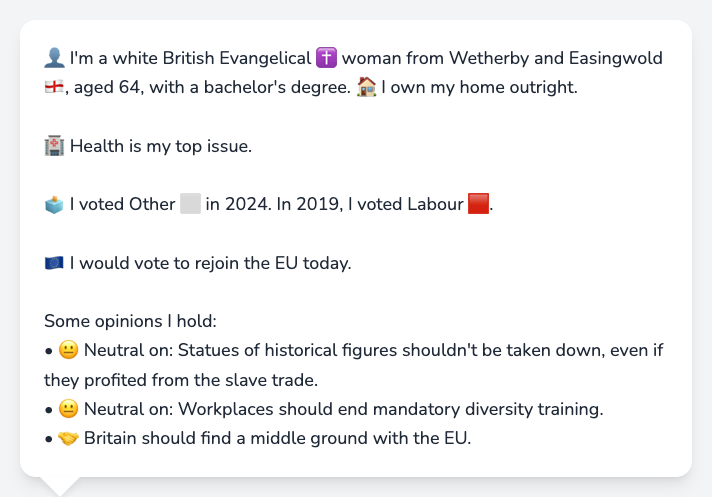 👤 I'm a white British Evangelical ✝️ woman from Wetherby and Easingwold
🏴󠁧󠁢󠁥󠁮󠁧󠁿, aged 64, with a bachelor's degree. 🏠 I own my home outright.
🏥 Health is my top issue.
🗳️ I voted Other ⬜ in 2024. In 2019, I voted Labour 🟥.
🇪🇺 I would vote to rejoin the EU today.
Some opinions I hold:
• 😐 Neutral on: Statues of historical figures shouldn't be taken down, even if
they profited from the slave trade.
• 😐 Neutral on: Workplaces should end mandatory diversity training.
• 🤝 Britain should find a middle ground with the EU.